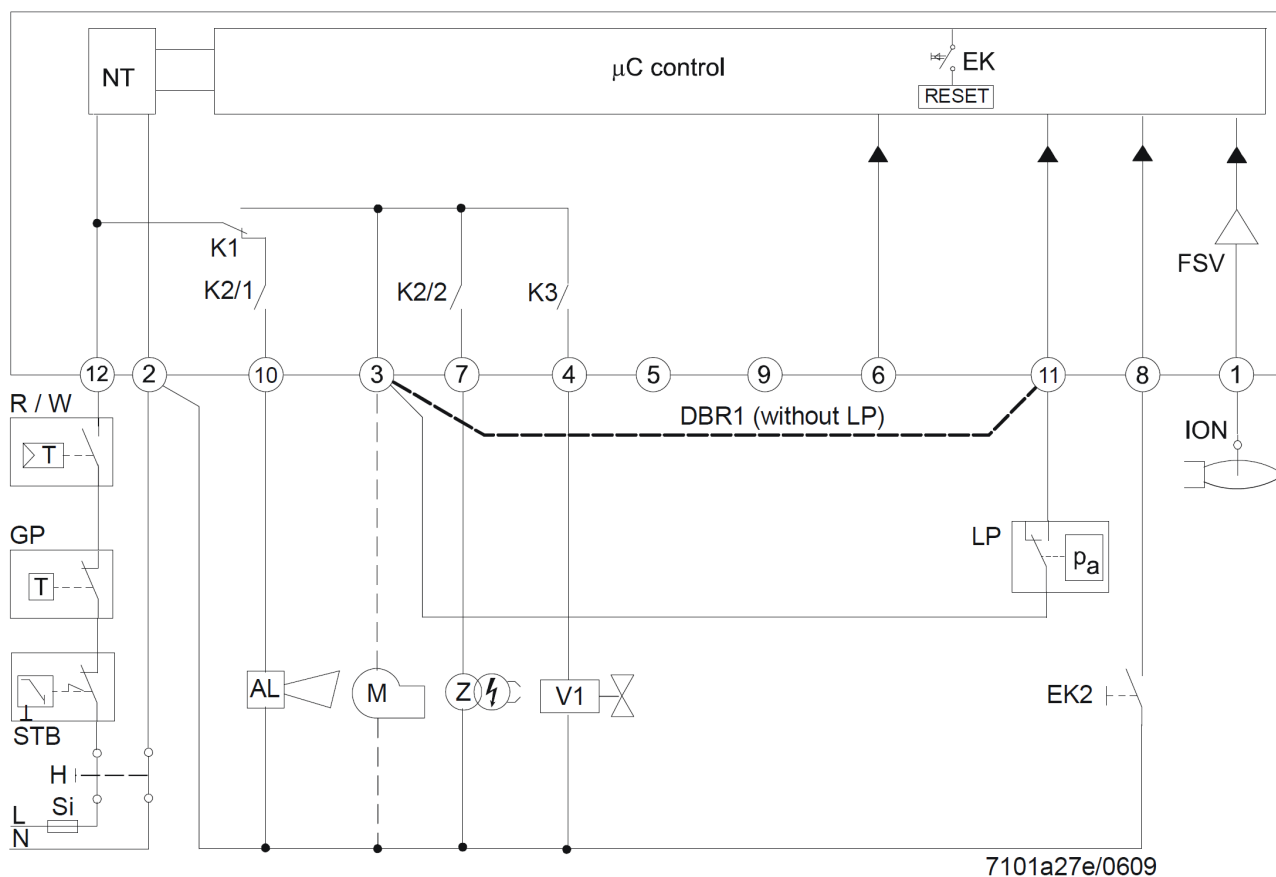 NT
μC control
EK
RESET
K1
FSV
K2/1
K2/2
K3
12
2
10
3
7
4
5
9
6
11
8
1
R / W
DBR1 (without LP)
ION
T
GP
LP
T
pa
AL
M
Z
V1
EK2
STB
H
L
Si
N
7101a27e/0609